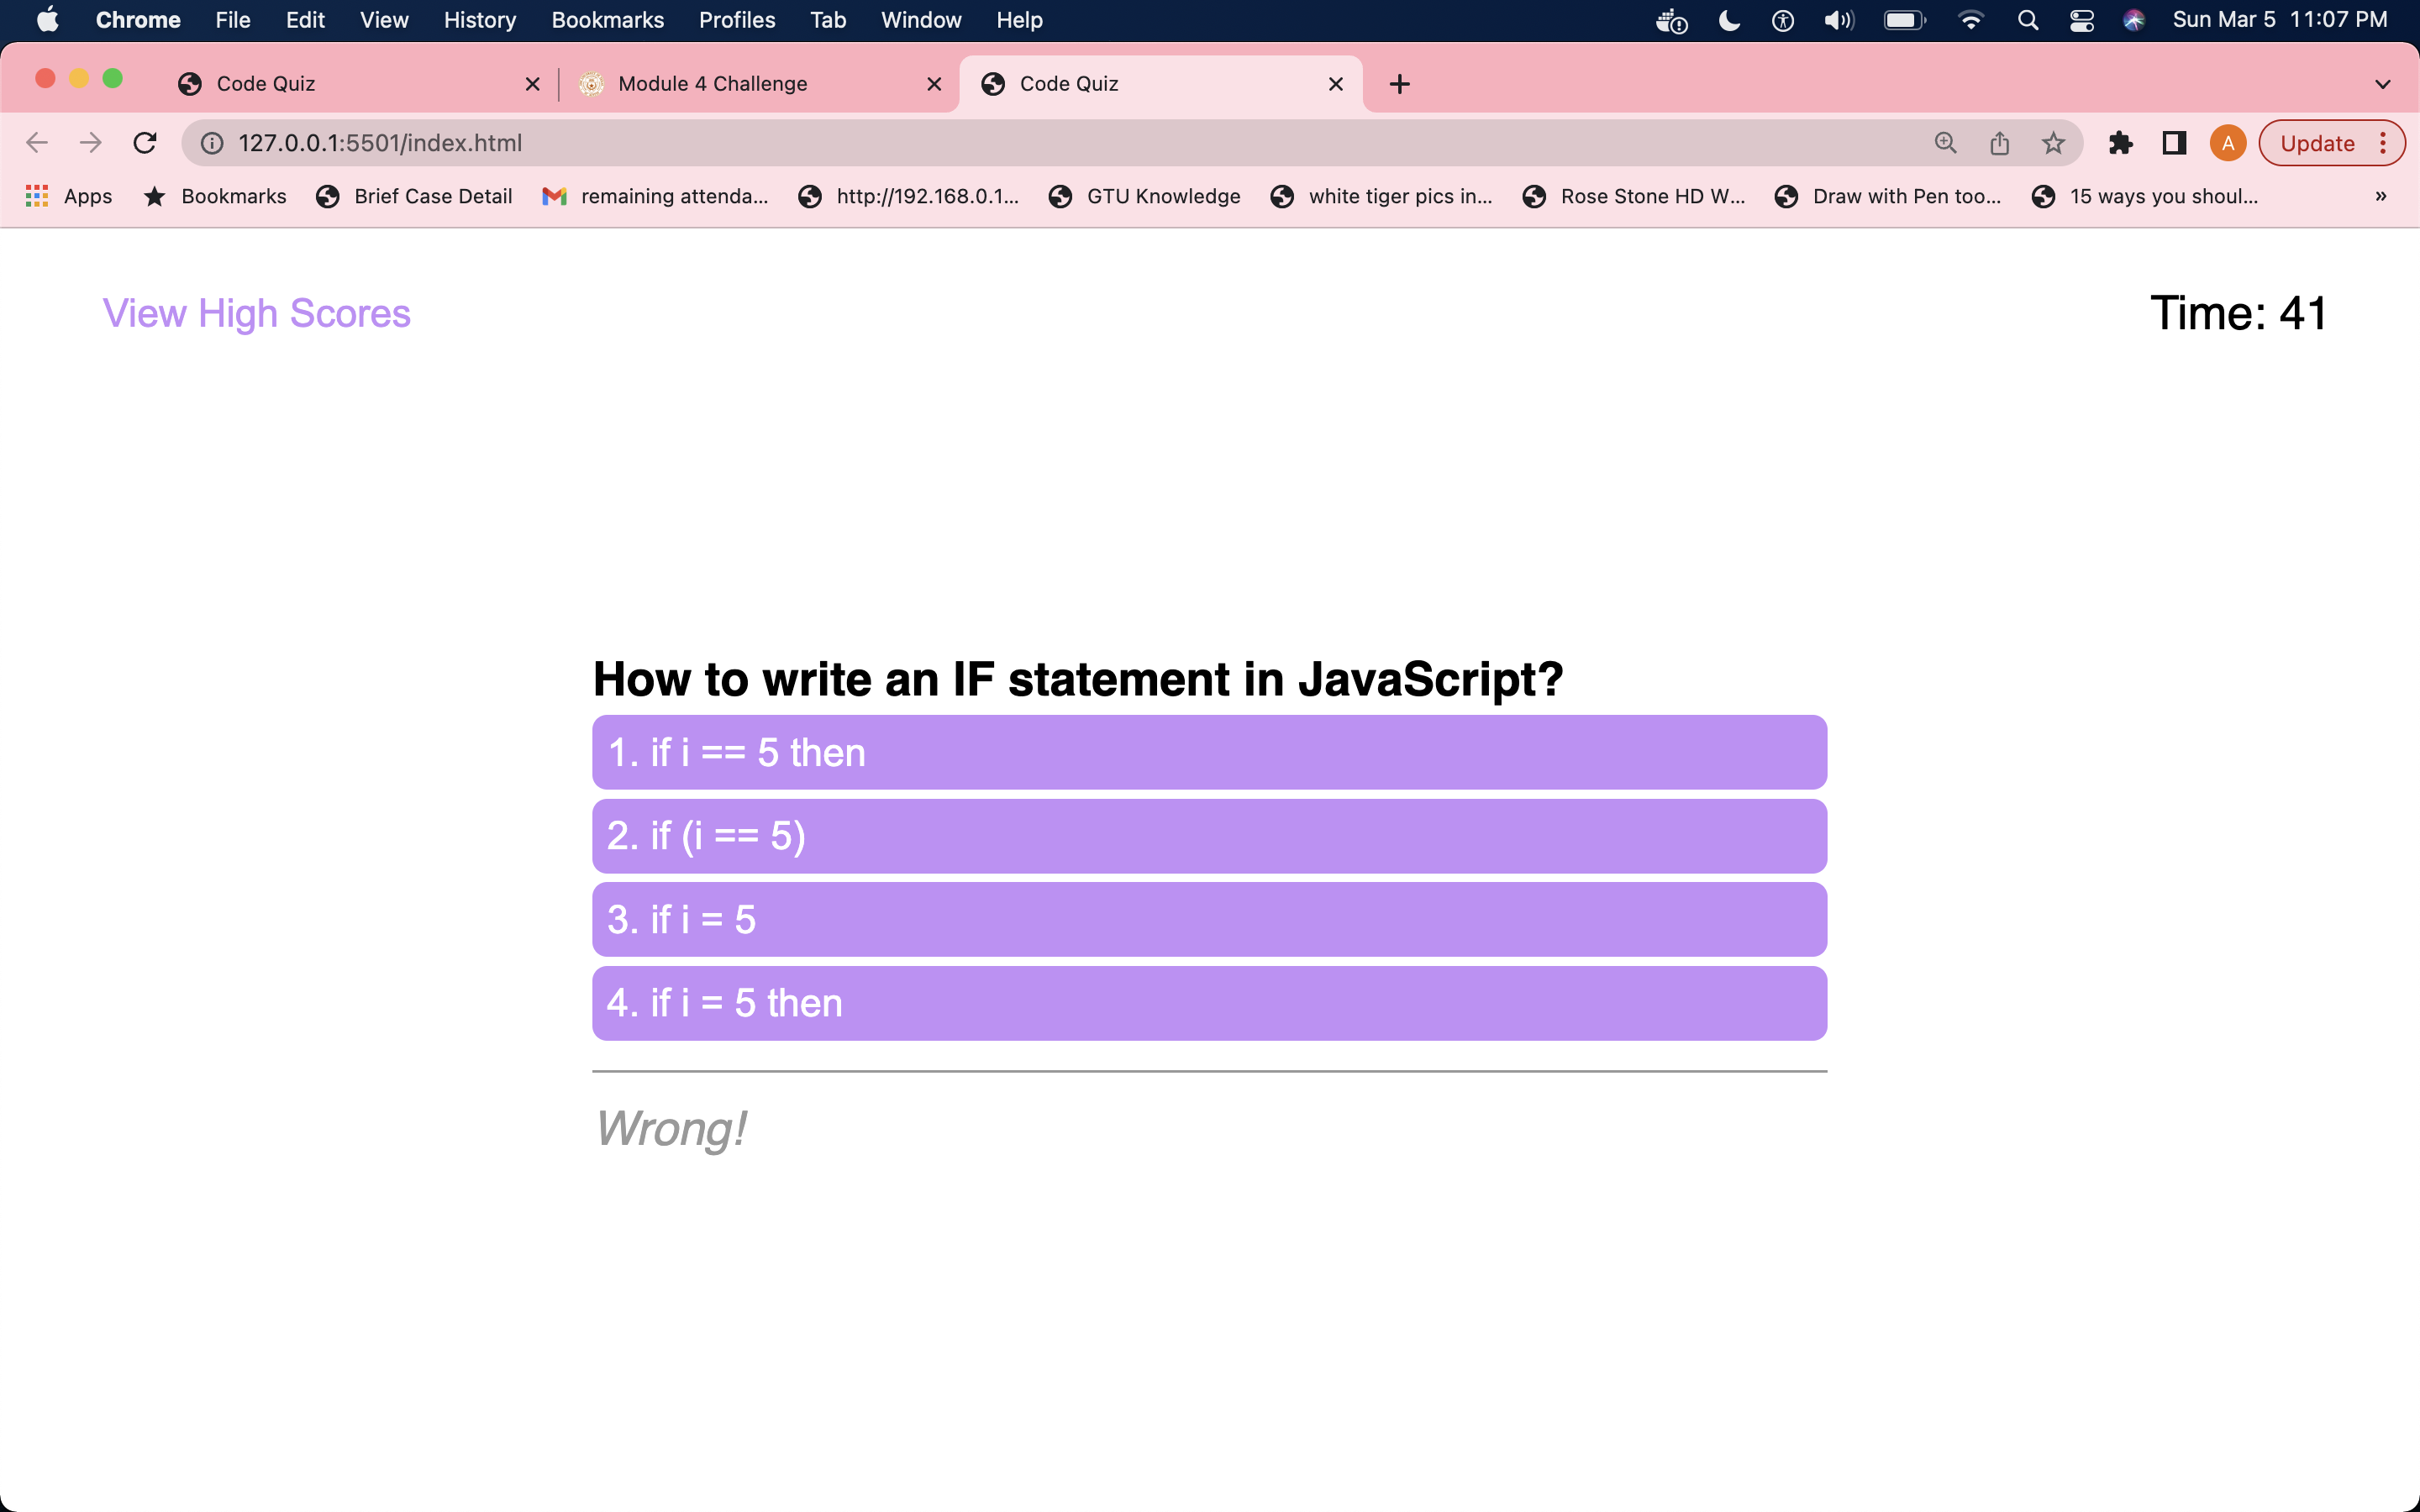 Chrome File Edit View History Bookmarks Profiles Tab Window Help Sun Mar 5 11:07 PM
Code Quiz Module 4 Challenge Code Quiz
127.0.0.1:5501/index.html A Update
Apps Bookmarks Brief Case Detail remaining attenda... http://192.168.0.1... GTU Knowledge white tiger pics in... Rose Stone HD W... Draw with Pen too... 15 ways you shoul... »
View High Scores Time: 41
How to write an IF statement in JavaScript?
1. if i == 5 then
2. if (i == 5)
3. if i = 5
4. if i = 5 then
Wrong!